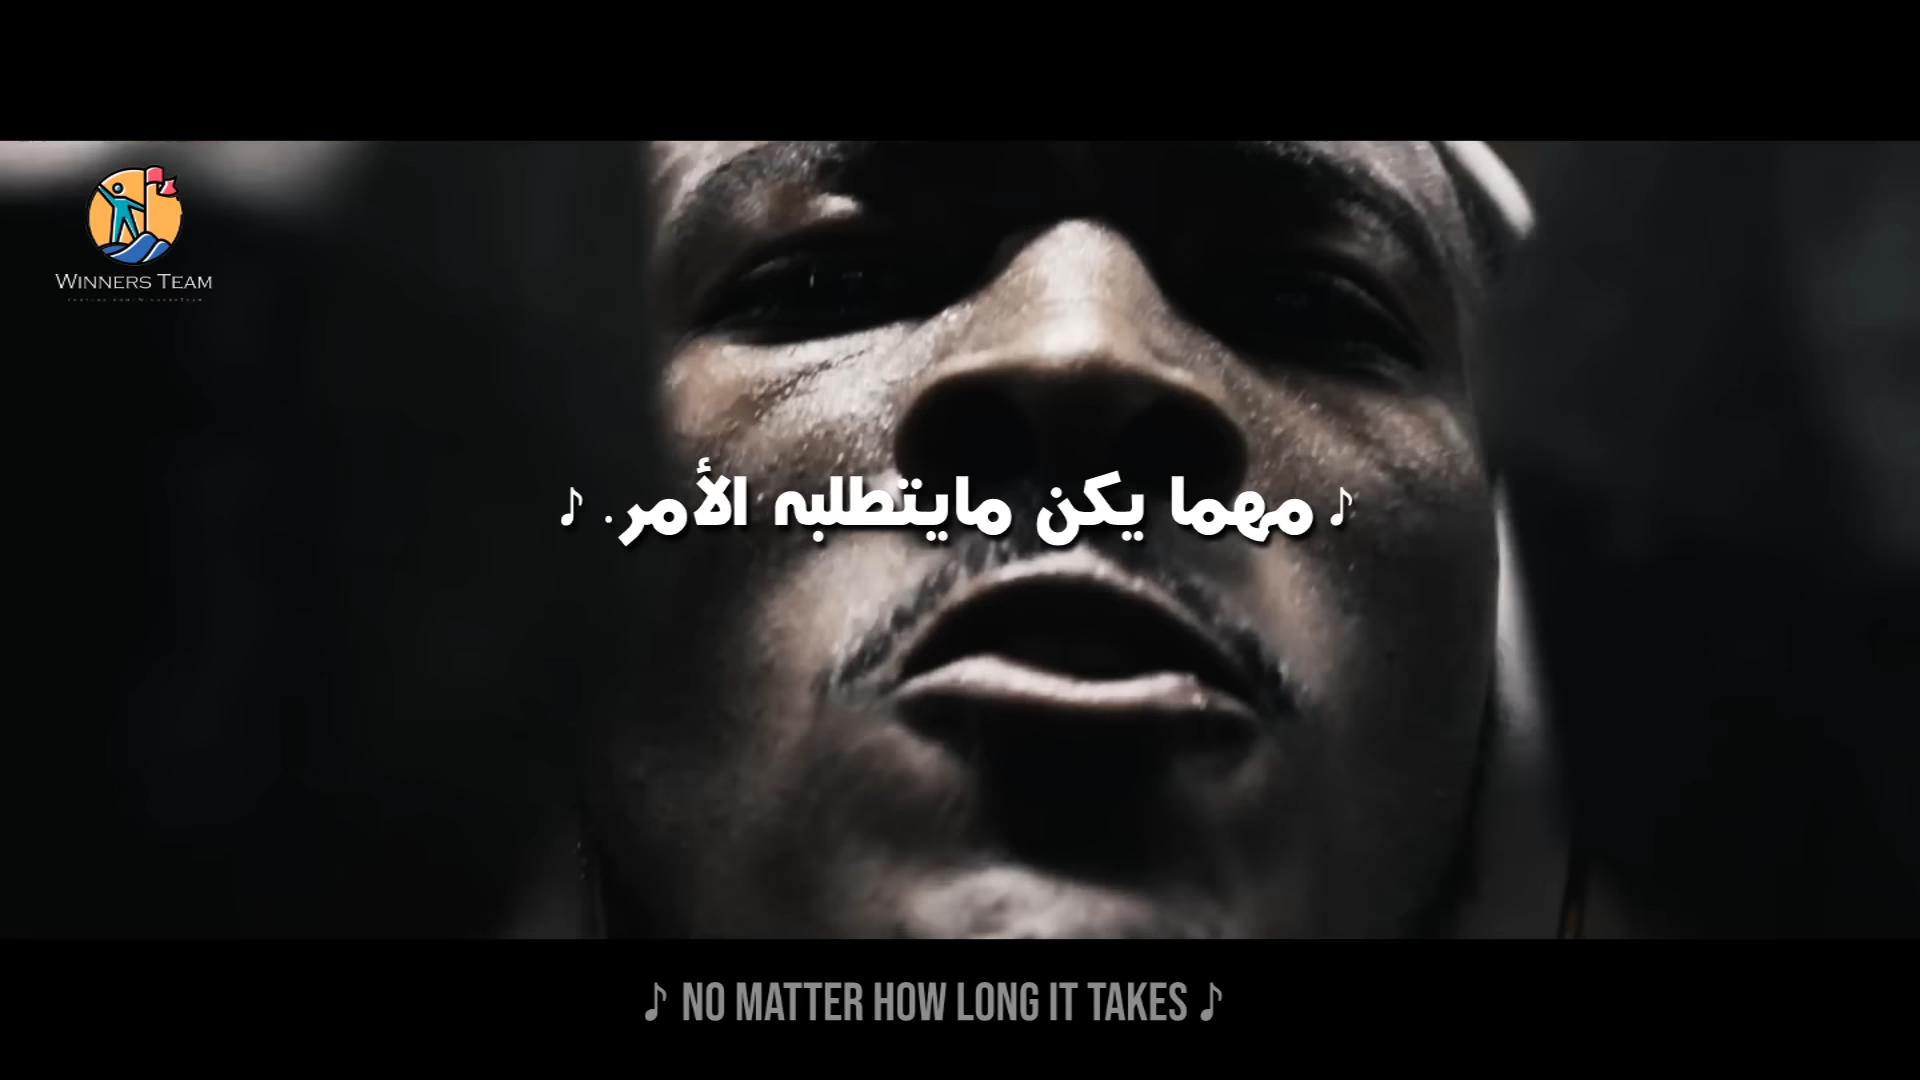 WINNERS TEAM
♪ مهما يكن مايتطلبه الأمر. ♪
♪ NO MATTER HOW LONG IT TAKES ♪